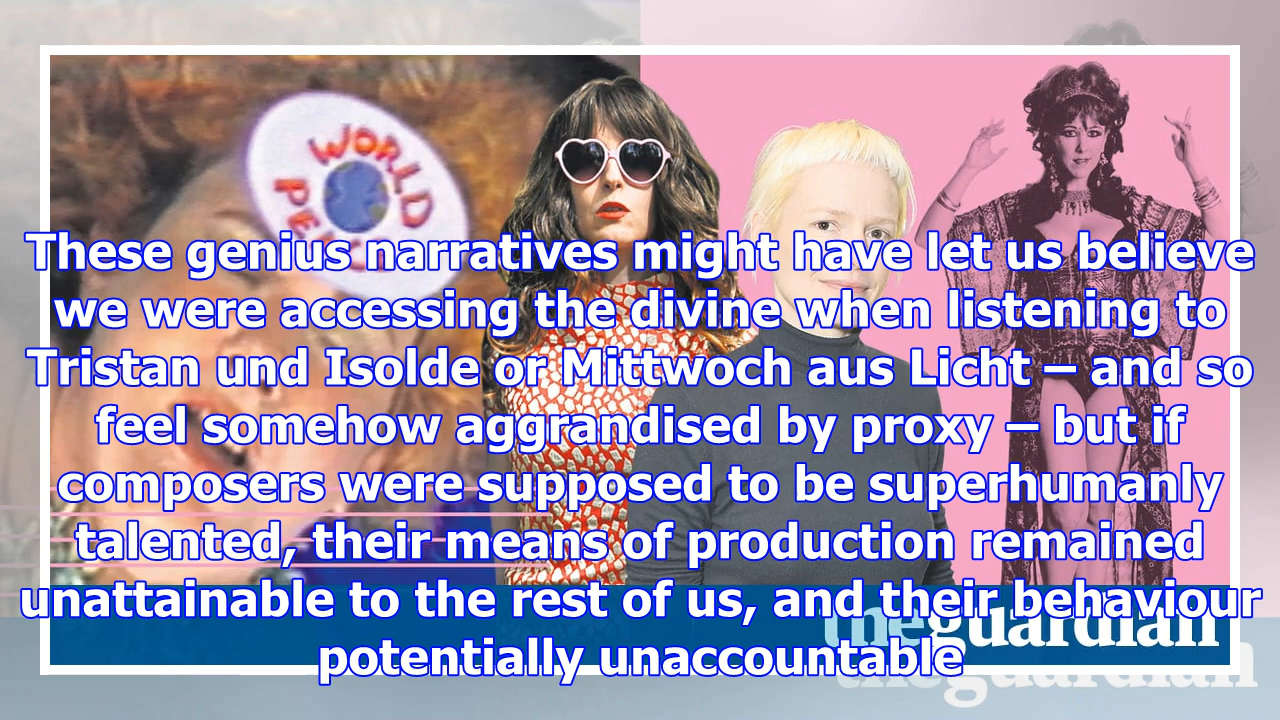 WORLD
These genius narratives might have let us believe
we were accessing the divine when listening to
Tristan und Isolde or Mittwoch aus Licht – and so
feel somehow aggrandised by proxy – but if
composers were supposed to be superhumanly
talented, their means of production remained
unattainable to the rest of us, and their behaviour
potentially unaccountable
theguardian
theguardian